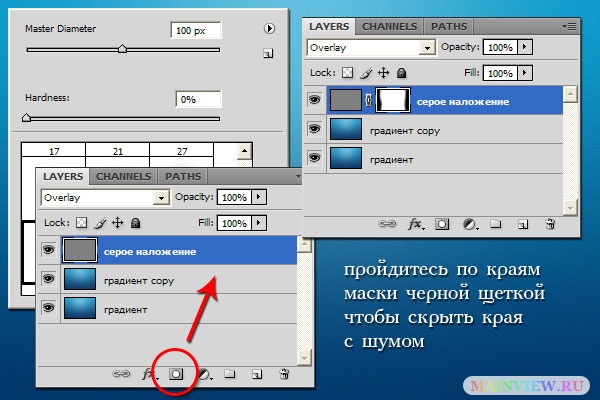 Master Diameter
100 px
Hardness:
0%
17 21 27
LAYERS CHANNELS PATHS
Overlay Opacity: 100%
Lock: Fill: 100%
серое наложение
градиент copy
градиент
fx
LAYERS CHANNELS PATHS
Overlay Opacity: 100%
Lock: Fill: 100%
серое наложение
градиент copy
градиент
fx
пройдитесь по краям
маски черной щеткой
чтобы скрыть края
с шумом
MAINVIEW.RU